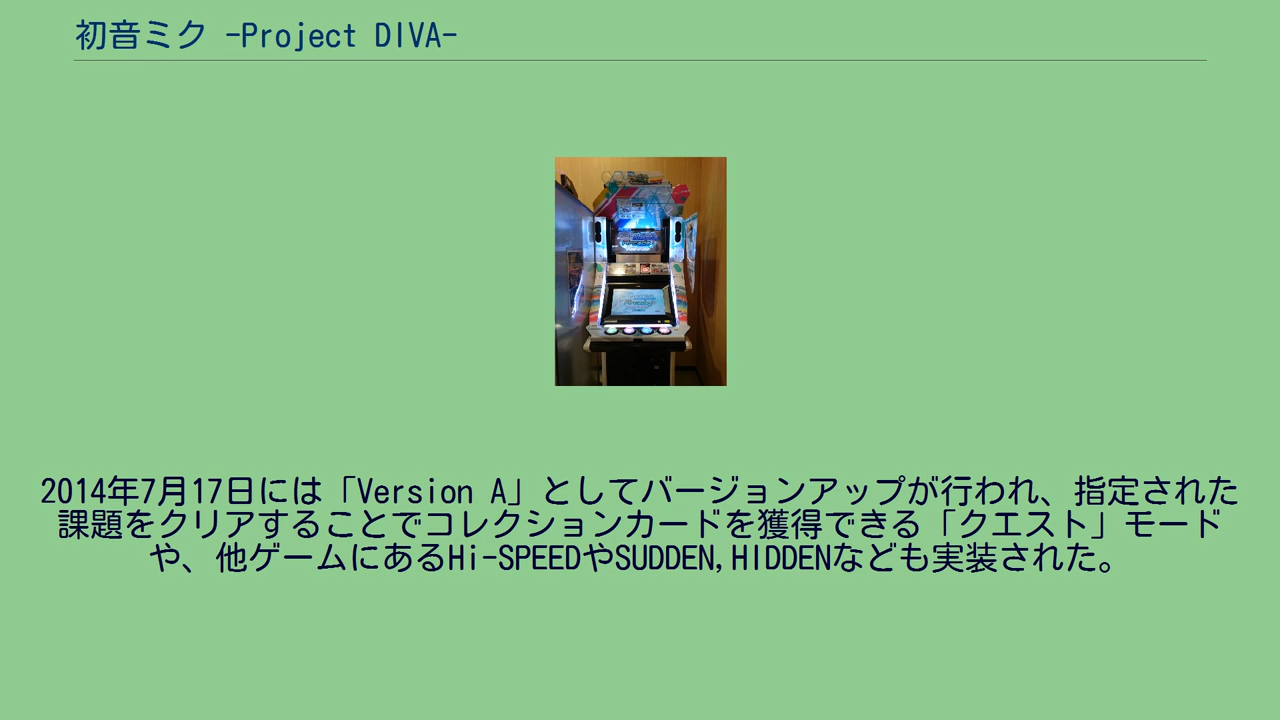 初音ミク -Project DIVA-
2014年7月17日には「Version A」としてバージョンアップが行われ、指定された
課題をクリアすることでコレクションカードを獲得できる「クエスト」モード
や、他ゲームにあるHi-SPEEDやSUDDEN,HIDDENなども実装された。